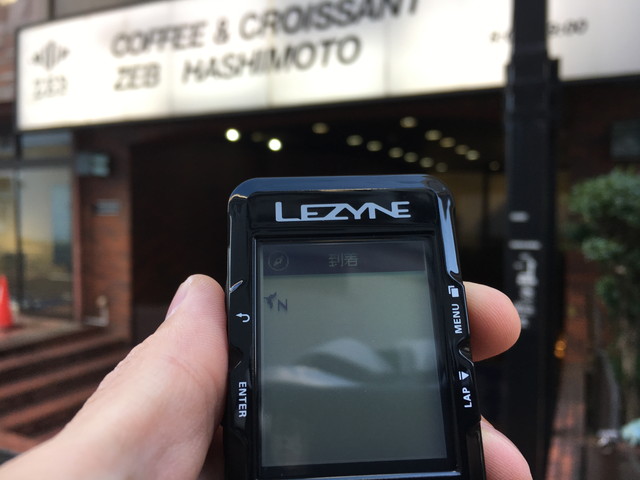 COFFEE & CROISSANT
ZEB HASHIMOTO
LEZYNE
到着
N
MENU
ENTER
LAP